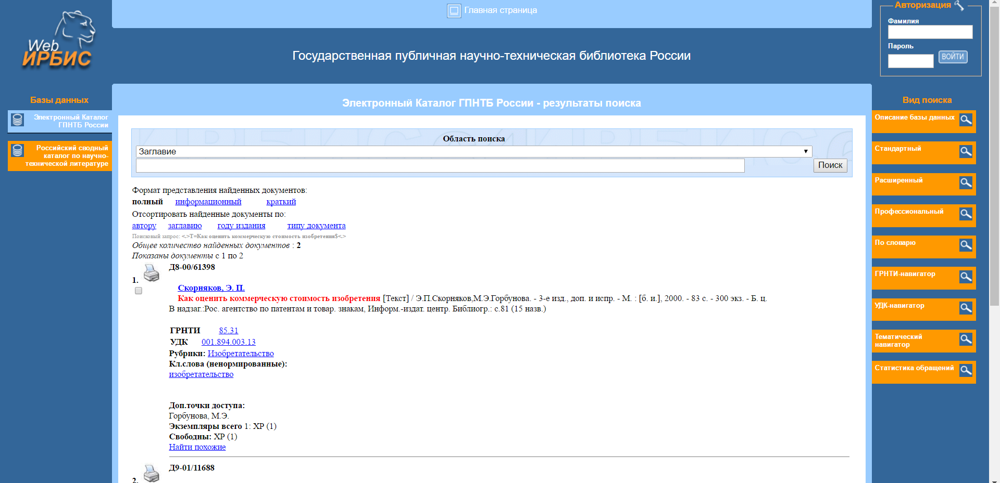 Главная страница
Авторизация
Фамилия
Пароль
ВОЙТИ
Web
ИРБИС
Государственная публичная научно-техническая библиотека России
Базы данных
Электронный Каталог
ГПНТБ России
Российский сводный
каталог по научно-
технической литературе
Электронный Каталог ГПНТБ России - результаты поиска
Область поиска
Заглавие
Поиск
Формат представления найденных документов:
полный информационный краткий
Отсортировать найденные документы по:
автору заглавию году издания типу документа
Поисковый запрос: <.>T=Как оценить коммерческую стоимость изобретения$<.>
Общее количество найденных документов : 2
Показаны документы с 1 по 2
1.
Д8-00/61398
Скорняков, Э. П.
Как оценить коммерческую стоимость изобретения [Текст] / Э.П.Скорняков,М.Э.Горбунова. - 3-е изд., доп. и испр. - М. : [б. и.], 2000. - 83 с. - 300 экз. - Б. ц.
В надзаг.:Рос. агентство по патентам и товар. знакам, Информ.-издат. центр. Библиогр.: с.81 (15 назв.)
ГРНТИ 85.31
УДК 001.894.003.13
Рубрики: Изобретательство
Кл.слова (ненормированные):
изобретательство
Доп.точки доступа:
Горбунова, М.Э.
Экземпляры всего 1: ХР (1)
Свободны: ХР (1)
Найти похожие
2.
Д9-01/11688
Вид поиска
Описание базы данных
Стандартный
Расширенный
Профессиональный
По словарю
ГРНТИ-навигатор
УДК-навигатор
Тематический
навигатор
Статистика обращений